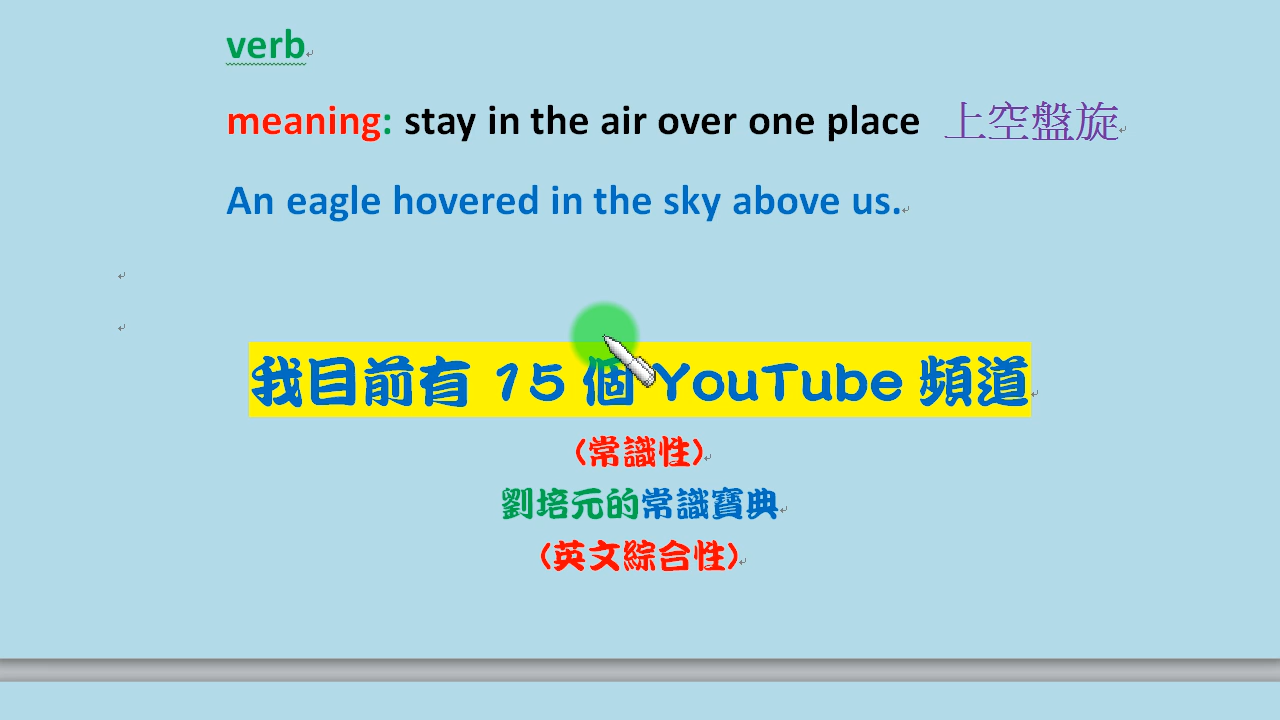 verb
meaning: stay in the air over one place 上空盤旋
An eagle hovered in the sky above us.
我目前有 15 個 YouTube 頻道
(常識性)
劉培元的常識寶典
(英文綜合性)